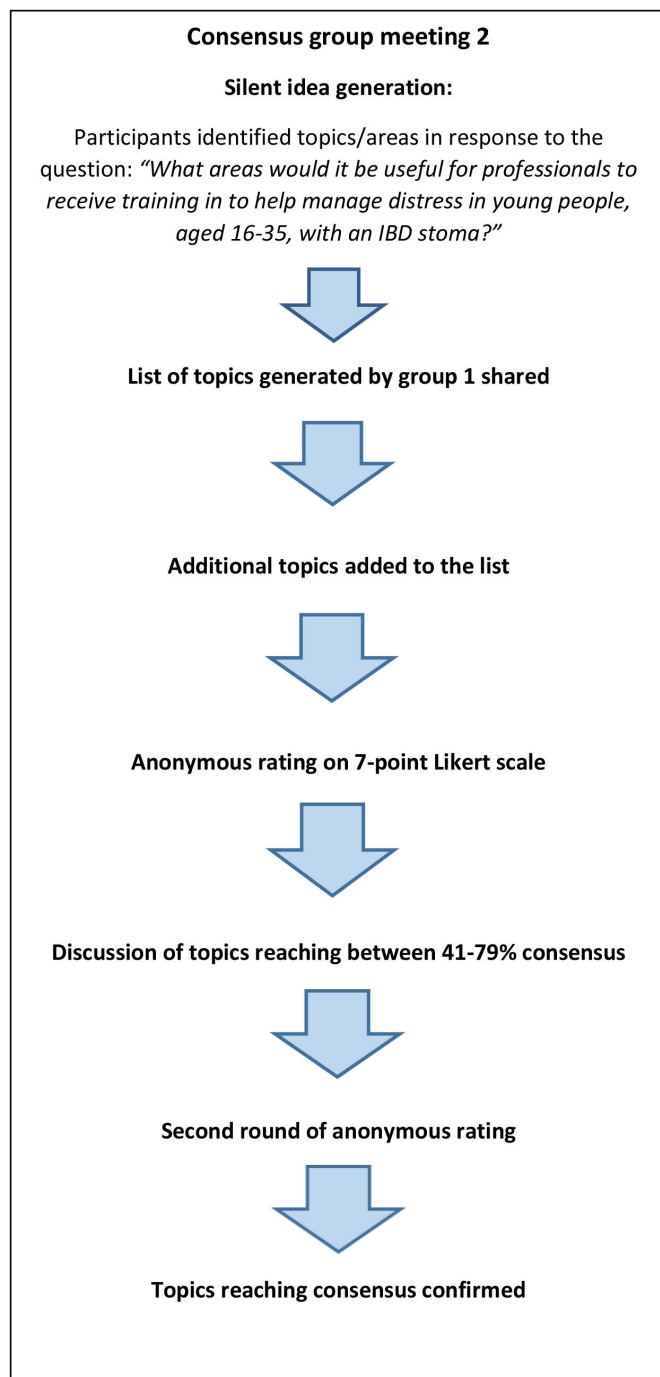 Consensus group meeting 2
Silent idea generation:
Participants identified topics/areas in response to the
question: “What areas would it be useful for professionals to
receive training in to help manage distress in young people,
aged 16-35, with an IBD stoma?”
List of topics generated by group 1 shared
Additional topics added to the list
Anonymous rating on 7-point Likert scale
Discussion of topics reaching between 41-79% consensus
Second round of anonymous rating
Topics reaching consensus confirmed